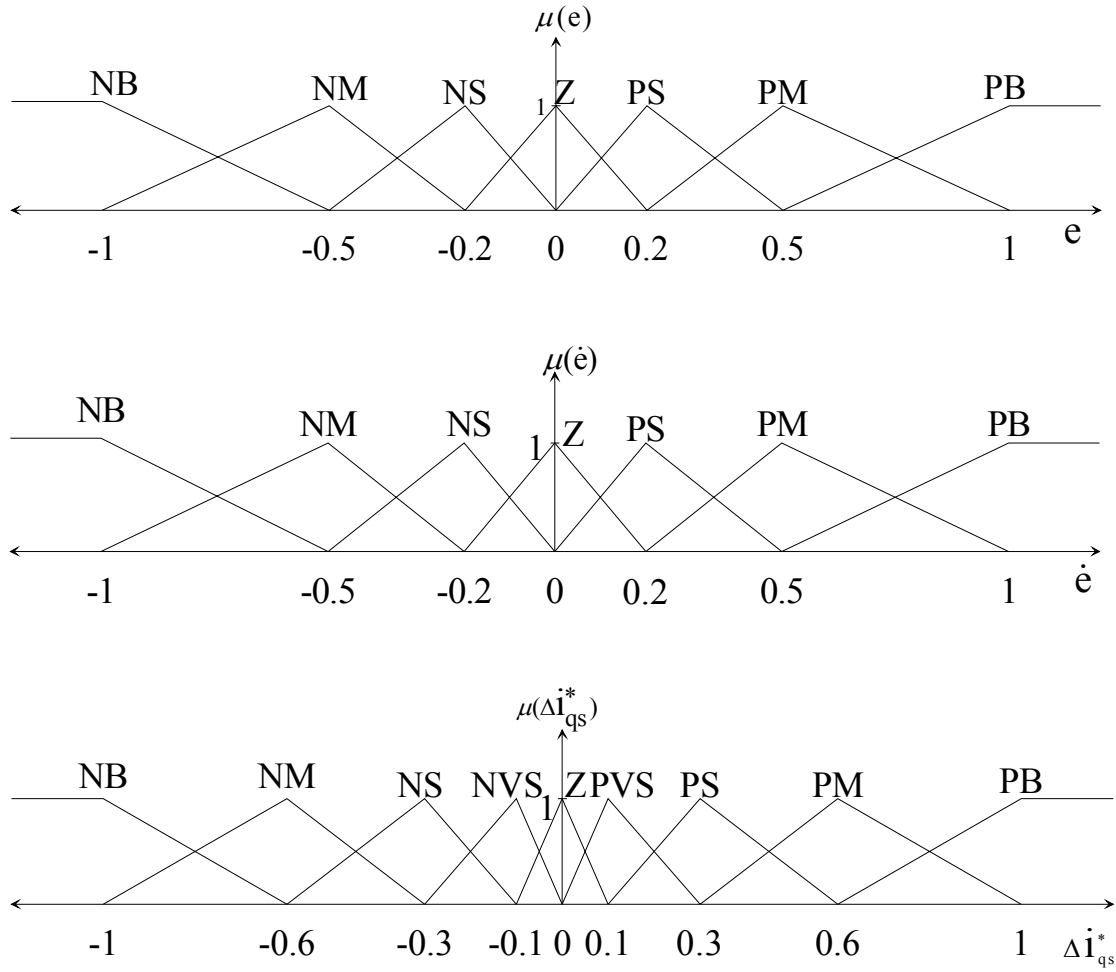 μ(e)
NB NM NS Z PS PM PB
1
-1 -0.5 -0.2 0 0.2 0.5 1 e
μ(ė)
NB NM NS Z PS PM PB
1
-1 -0.5 -0.2 0 0.2 0.5 1 ė
μ(Δi*qs)
NB NM NS NVS Z PVS PS PM PB
1
-1 -0.6 -0.3 -0.1 0 0.1 0.3 0.6 1 Δi*qs